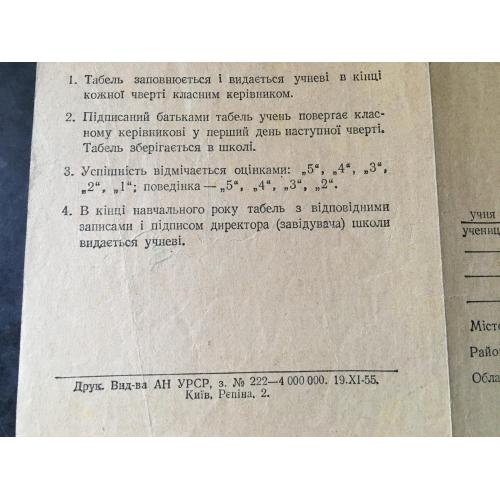 1. Табель заповнюється і видається учневі в кінці
кожної чверті класним керівником.
2. Підписаний батьками табель учень повертає клас-
ному керівникові у перший день наступної чверті.
Табель зберігається в школі.
3. Успішність відмічається оцінками: „5“, „4“, „3“,
„2“, „1“; поведінка — „5“, „4“, „3“, „2“.
4. В кінці навчального року табель з відповідними
записами і підписом директора (завідувача) школи
видається учневі.
Друк. Вид-ва АН УРСР, з. № 222—4 000 000. 19.XI-55.
Київ, Репіна, 2.
учня
учениц
Місто
Район
Обла